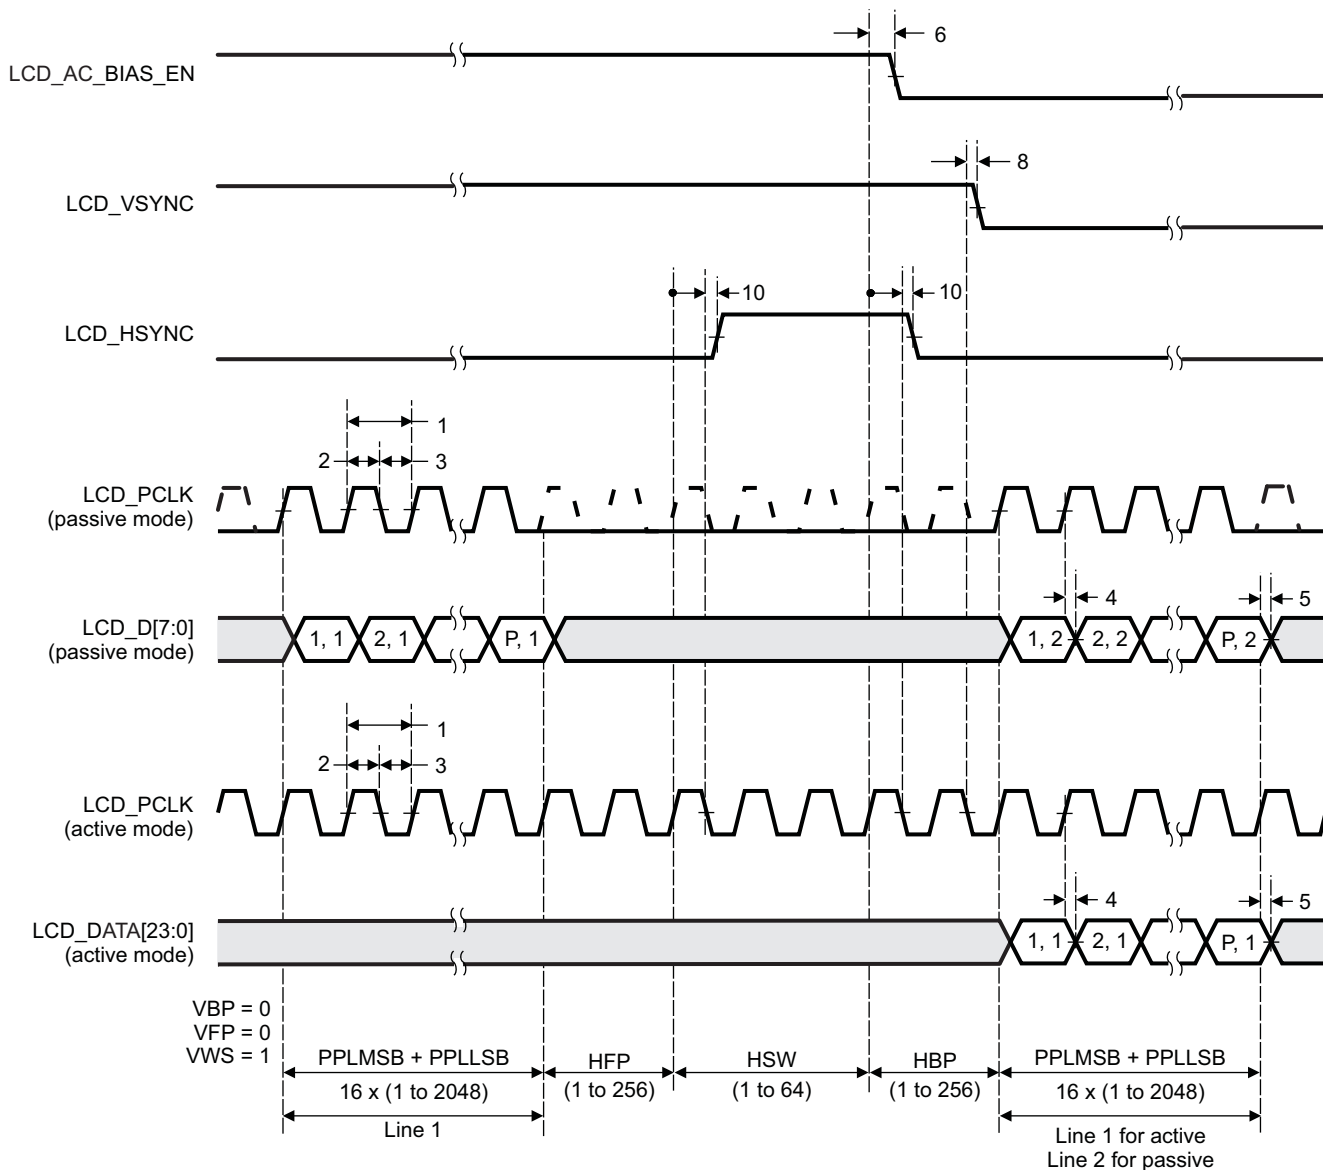 6
LCD_AC_BIAS_EN
8
LCD_VSYNC
10
10
LCD_HSYNC
1
2
3
LCD_PCLK
(passive mode)
4
5
LCD_D[7:0]
(passive mode)
1, 1
2, 1
P, 1
1, 2
2, 2
P, 2
1
2
3
LCD_PCLK
(active mode)
4
5
LCD_DATA[23:0]
(active mode)
1, 1
2, 1
P, 1
VBP = 0
VFP = 0
VWS = 1
PPLMSB + PPLLSB
16 x (1 to 2048)
Line 1
HFP
(1 to 256)
HSW
(1 to 64)
HBP
(1 to 256)
PPLMSB + PPLLSB
16 x (1 to 2048)
Line 1 for active
Line 2 for passive